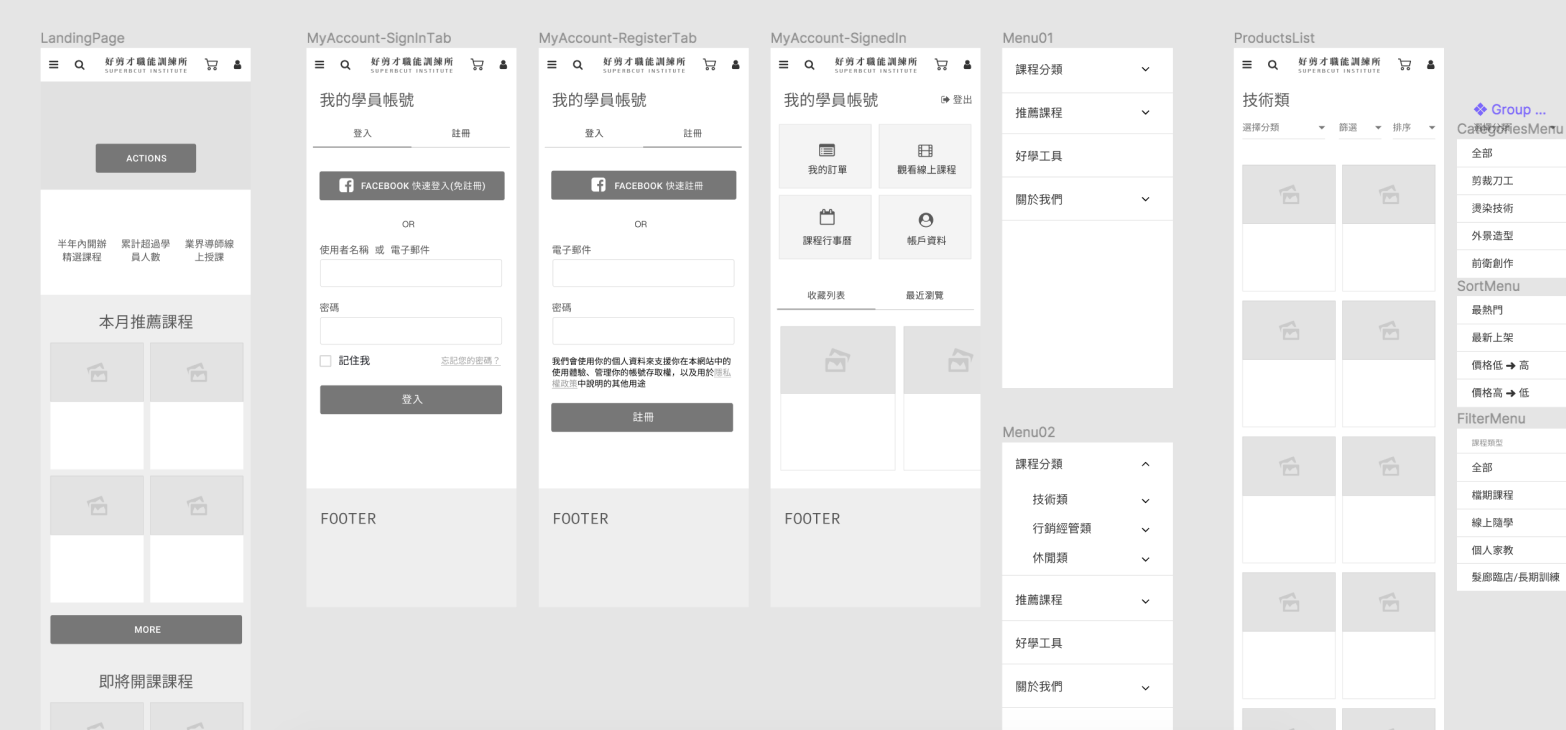 LandingPage
好剪才職能訓練所
SUPERBCUT INSTITUTE
ACTIONS
半年內開辦
精選課程
累計超過學
員人數
業界導師線
上授課
本月推薦課程
MORE
即將開課課程
MyAccount-SignInTab
好剪才職能訓練所
SUPERBCUT INSTITUTE
我的學員帳號
登入 註冊
FACEBOOK 快速登入(免註冊)
OR
使用者名稱 或 電子郵件
密碼
記住我 忘記您的密碼？
登入
FOOTER
MyAccount-RegisterTab
好剪才職能訓練所
SUPERBCUT INSTITUTE
我的學員帳號
登入 註冊
FACEBOOK 快速註冊
OR
電子郵件
密碼
我們會使用你的個人資料來支援你在本網站中的
使用體驗、管理你的帳號存取權，以及用於隱私
權政策中說明的其他用途
註冊
FOOTER
MyAccount-SignedIn
好剪才職能訓練所
SUPERBCUT INSTITUTE
我的學員帳號 登出
我的訂單 觀看線上課程
課程行事曆 帳戶資料
收藏列表 最近瀏覽
FOOTER
Menu01
課程分類
推薦課程
好學工具
關於我們
Menu02
課程分類
技術類
行銷經管類
休閒類
推薦課程
好學工具
關於我們
ProductsList
好剪才職能訓練所
SUPERBCUT INSTITUTE
技術類
選擇分類 篩選 排序
Group ...
CategoriesMenu
全部
剪裁刀工
燙染技術
外景造型
前衛創作
SortMenu
最熱門
最新上架
價格低 → 高
價格高 → 低
FilterMenu
課程類型
全部
檔期課程
線上隨學
個人家教
髮廊臨店/長期訓練